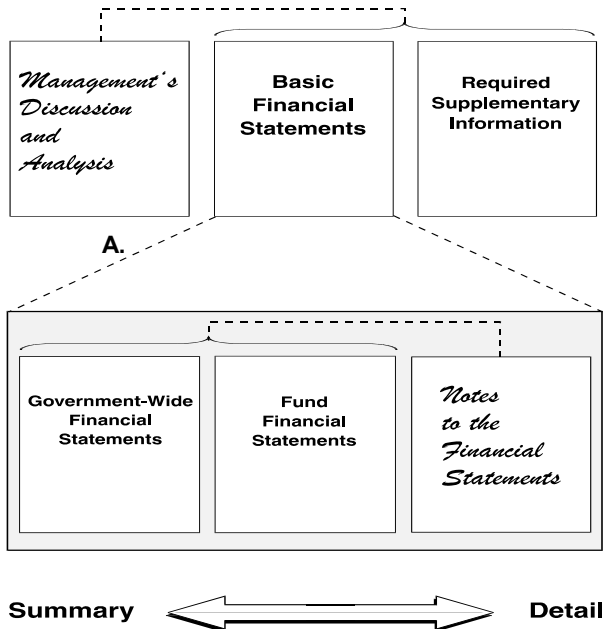 Management's
Discussion
and
Analysis
Basic
Financial
Statements
Required
Supplementary
Information
A.
Government-Wide
Financial
Statements
Fund
Financial
Statements
Notes
to the
Financial
Statements
Summary
Detail